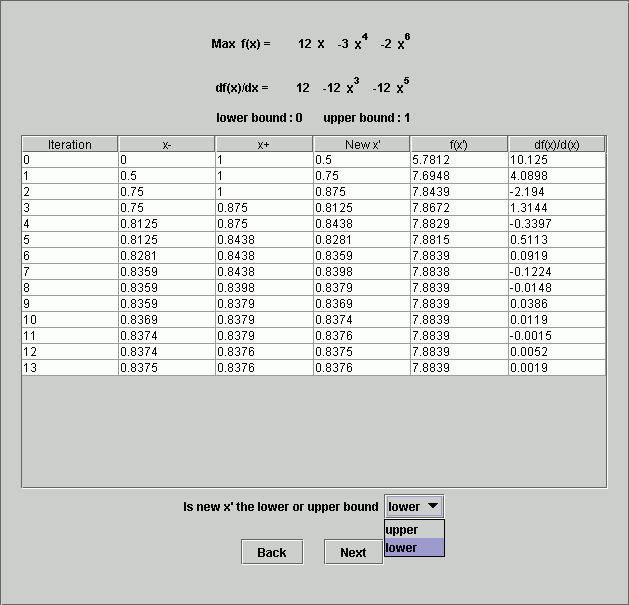 Max f(x) = 12 x -3 x^4 -2 x^6
df(x)/dx = 12 -12 x^3 -12 x^5
lower bound : 0 upper bound : 1
Iteration x- x+ New x' f(x') df(x)/d(x)
0 0 1 0.5 5.7812 10.125
1 0.5 1 0.75 7.6948 4.0898
2 0.75 1 0.875 7.8439 -2.194
3 0.75 0.875 0.8125 7.8672 1.3144
4 0.8125 0.875 0.8438 7.8829 -0.3397
5 0.8125 0.8438 0.8281 7.8815 0.5113
6 0.8281 0.8438 0.8359 7.8839 0.0919
7 0.8359 0.8438 0.8398 7.8838 -0.1224
8 0.8359 0.8398 0.8379 7.8839 -0.0148
9 0.8359 0.8379 0.8369 7.8839 0.0386
10 0.8369 0.8379 0.8374 7.8839 0.0119
11 0.8374 0.8379 0.8376 7.8839 -0.0015
12 0.8374 0.8376 0.8375 7.8839 0.0052
13 0.8375 0.8376 0.8376 7.8839 0.0019
Is new x' the lower or upper bound lower
upper
lower
Back Next